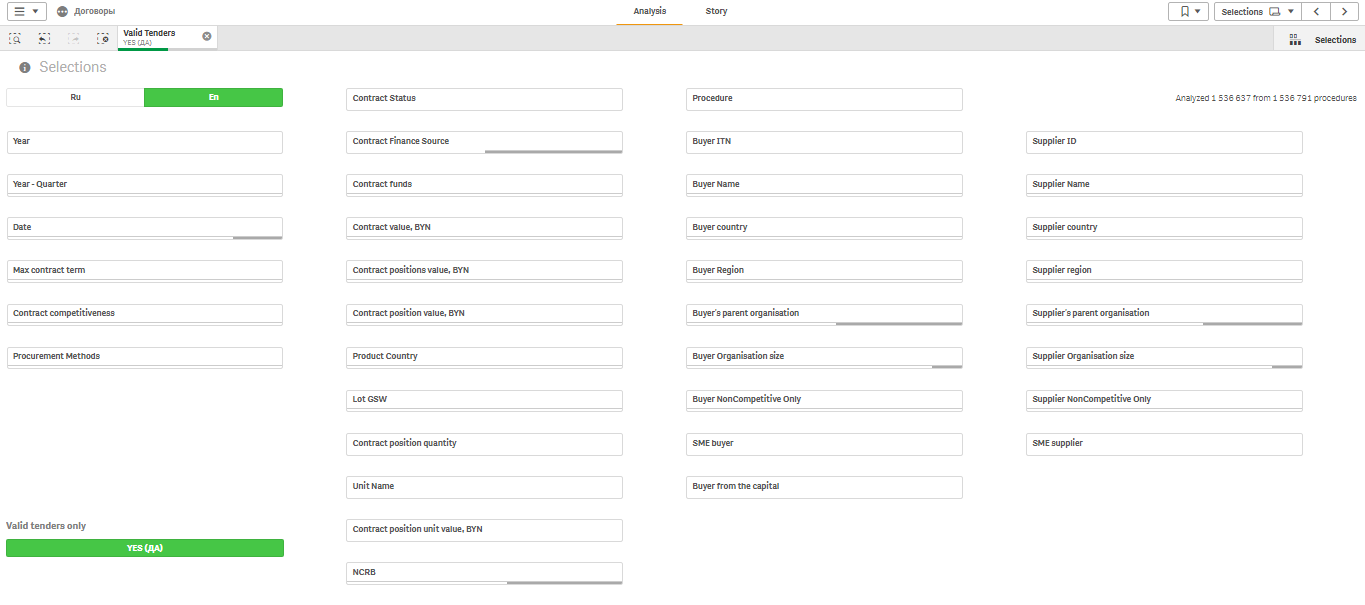 Договоры
Analysis
Story
Selections
Valid Tenders
YES (ДА)
Selections
Selections
Ru
En
Contract Status
Procedure
Analyzed 1 536 637 from 1 536 791 procedures
Year
Contract Finance Source
Buyer ITN
Supplier ID
Year - Quarter
Contract funds
Buyer Name
Supplier Name
Date
Contract value, BYN
Buyer country
Supplier country
Max contract term
Contract positions value, BYN
Buyer Region
Supplier region
Contract competitiveness
Contract position value, BYN
Buyer's parent organisation
Supplier's parent organisation
Procurement Methods
Product Country
Buyer Organisation size
Supplier Organisation size
Lot GSW
Buyer NonCompetitive Only
Supplier NonCompetitive Only
Contract position quantity
SME buyer
SME supplier
Unit Name
Buyer from the capital
Valid tenders only
Contract position unit value, BYN
YES (ДА)
NCRB